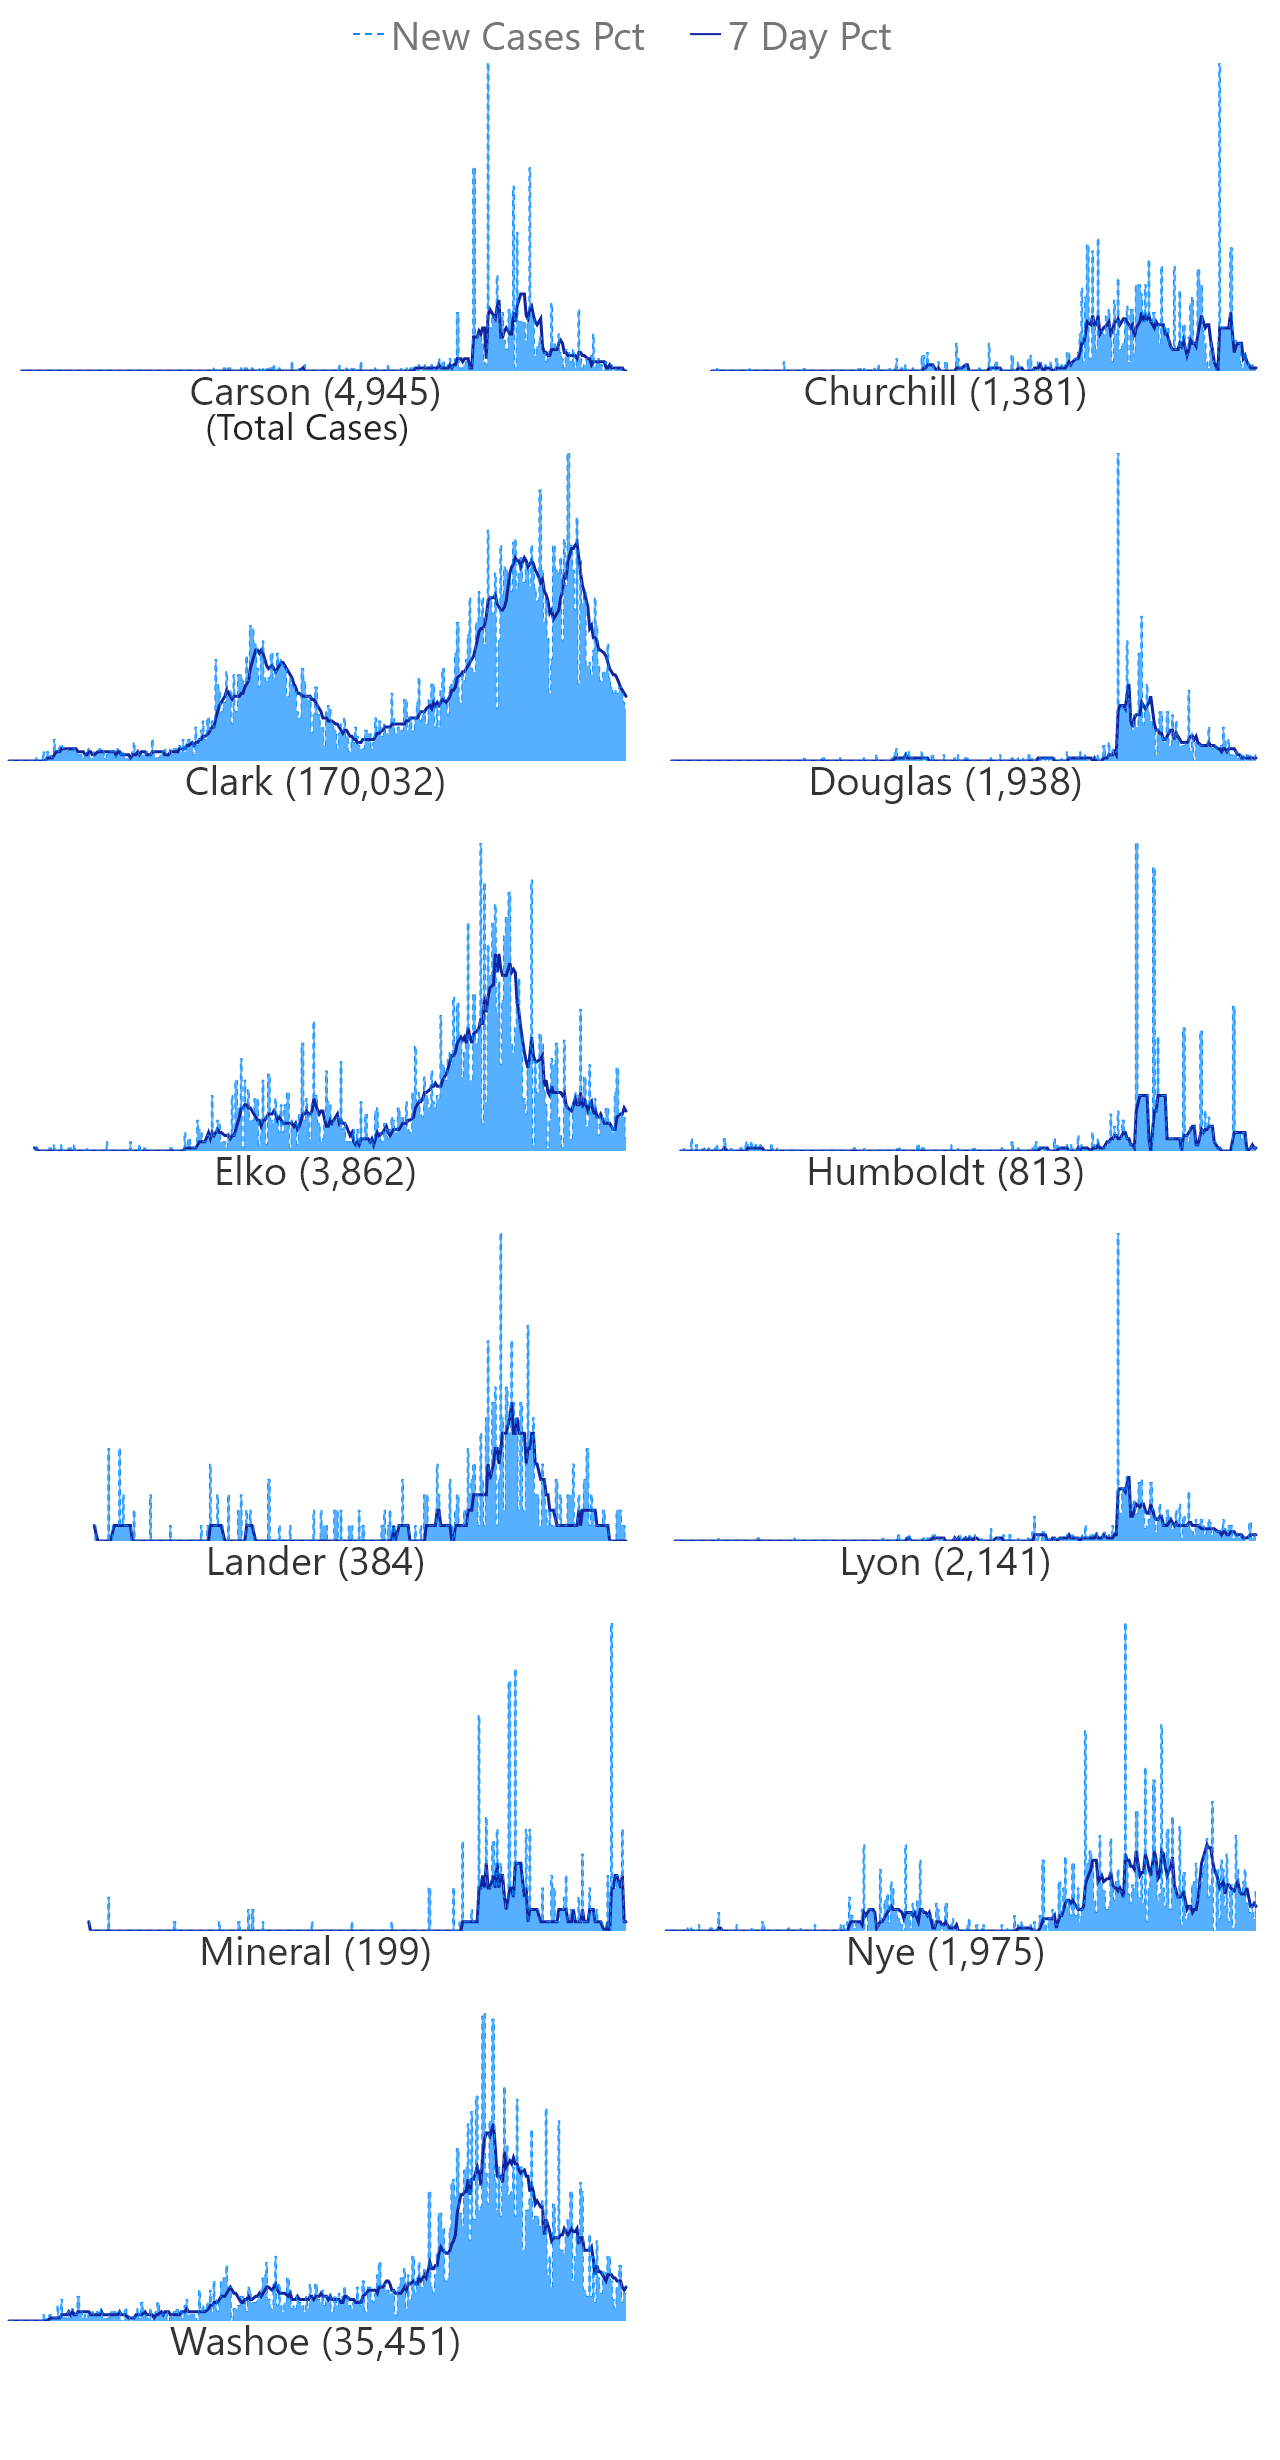 New Cases Pct 7 Day Pct
Carson (4,945)
(Total Cases)
Churchill (1,381)
Clark (170,032)
Douglas (1,938)
Elko (3,862)
Humboldt (813)
Lander (384)
Lyon (2,141)
Mineral (199)
Nye (1,975)
Washoe (35,451)